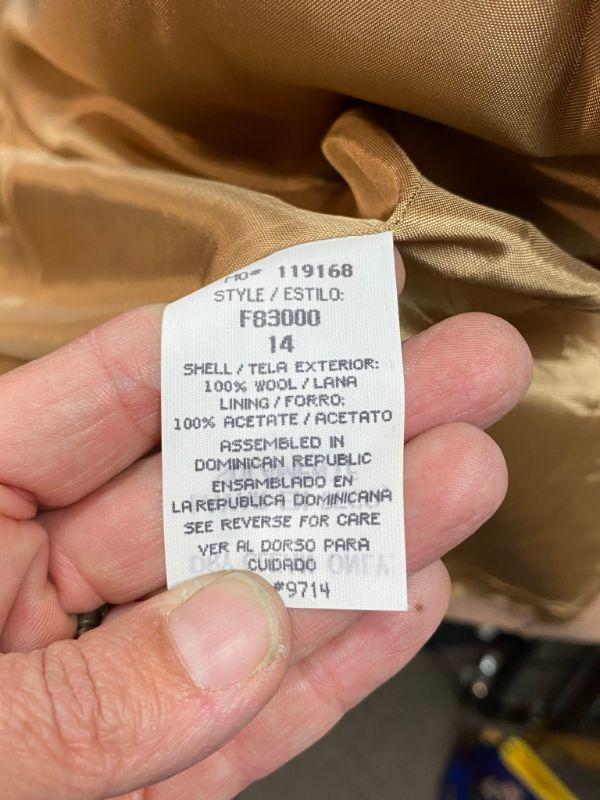 MO# 119168
STYLE / ESTILO:
F83000
14
SHELL / TELA EXTERIOR:
100% WOOL / LANA
LINING / FORRO:
100% ACETATE / ACETATO
ASSEMBLED IN
DOMINICAN REPUBLIC
ENSAMBLADO EN
LA REPUBLICA DOMINICANA
SEE REVERSE FOR CARE
VER AL DORSO PARA
CUIDADO
#9714